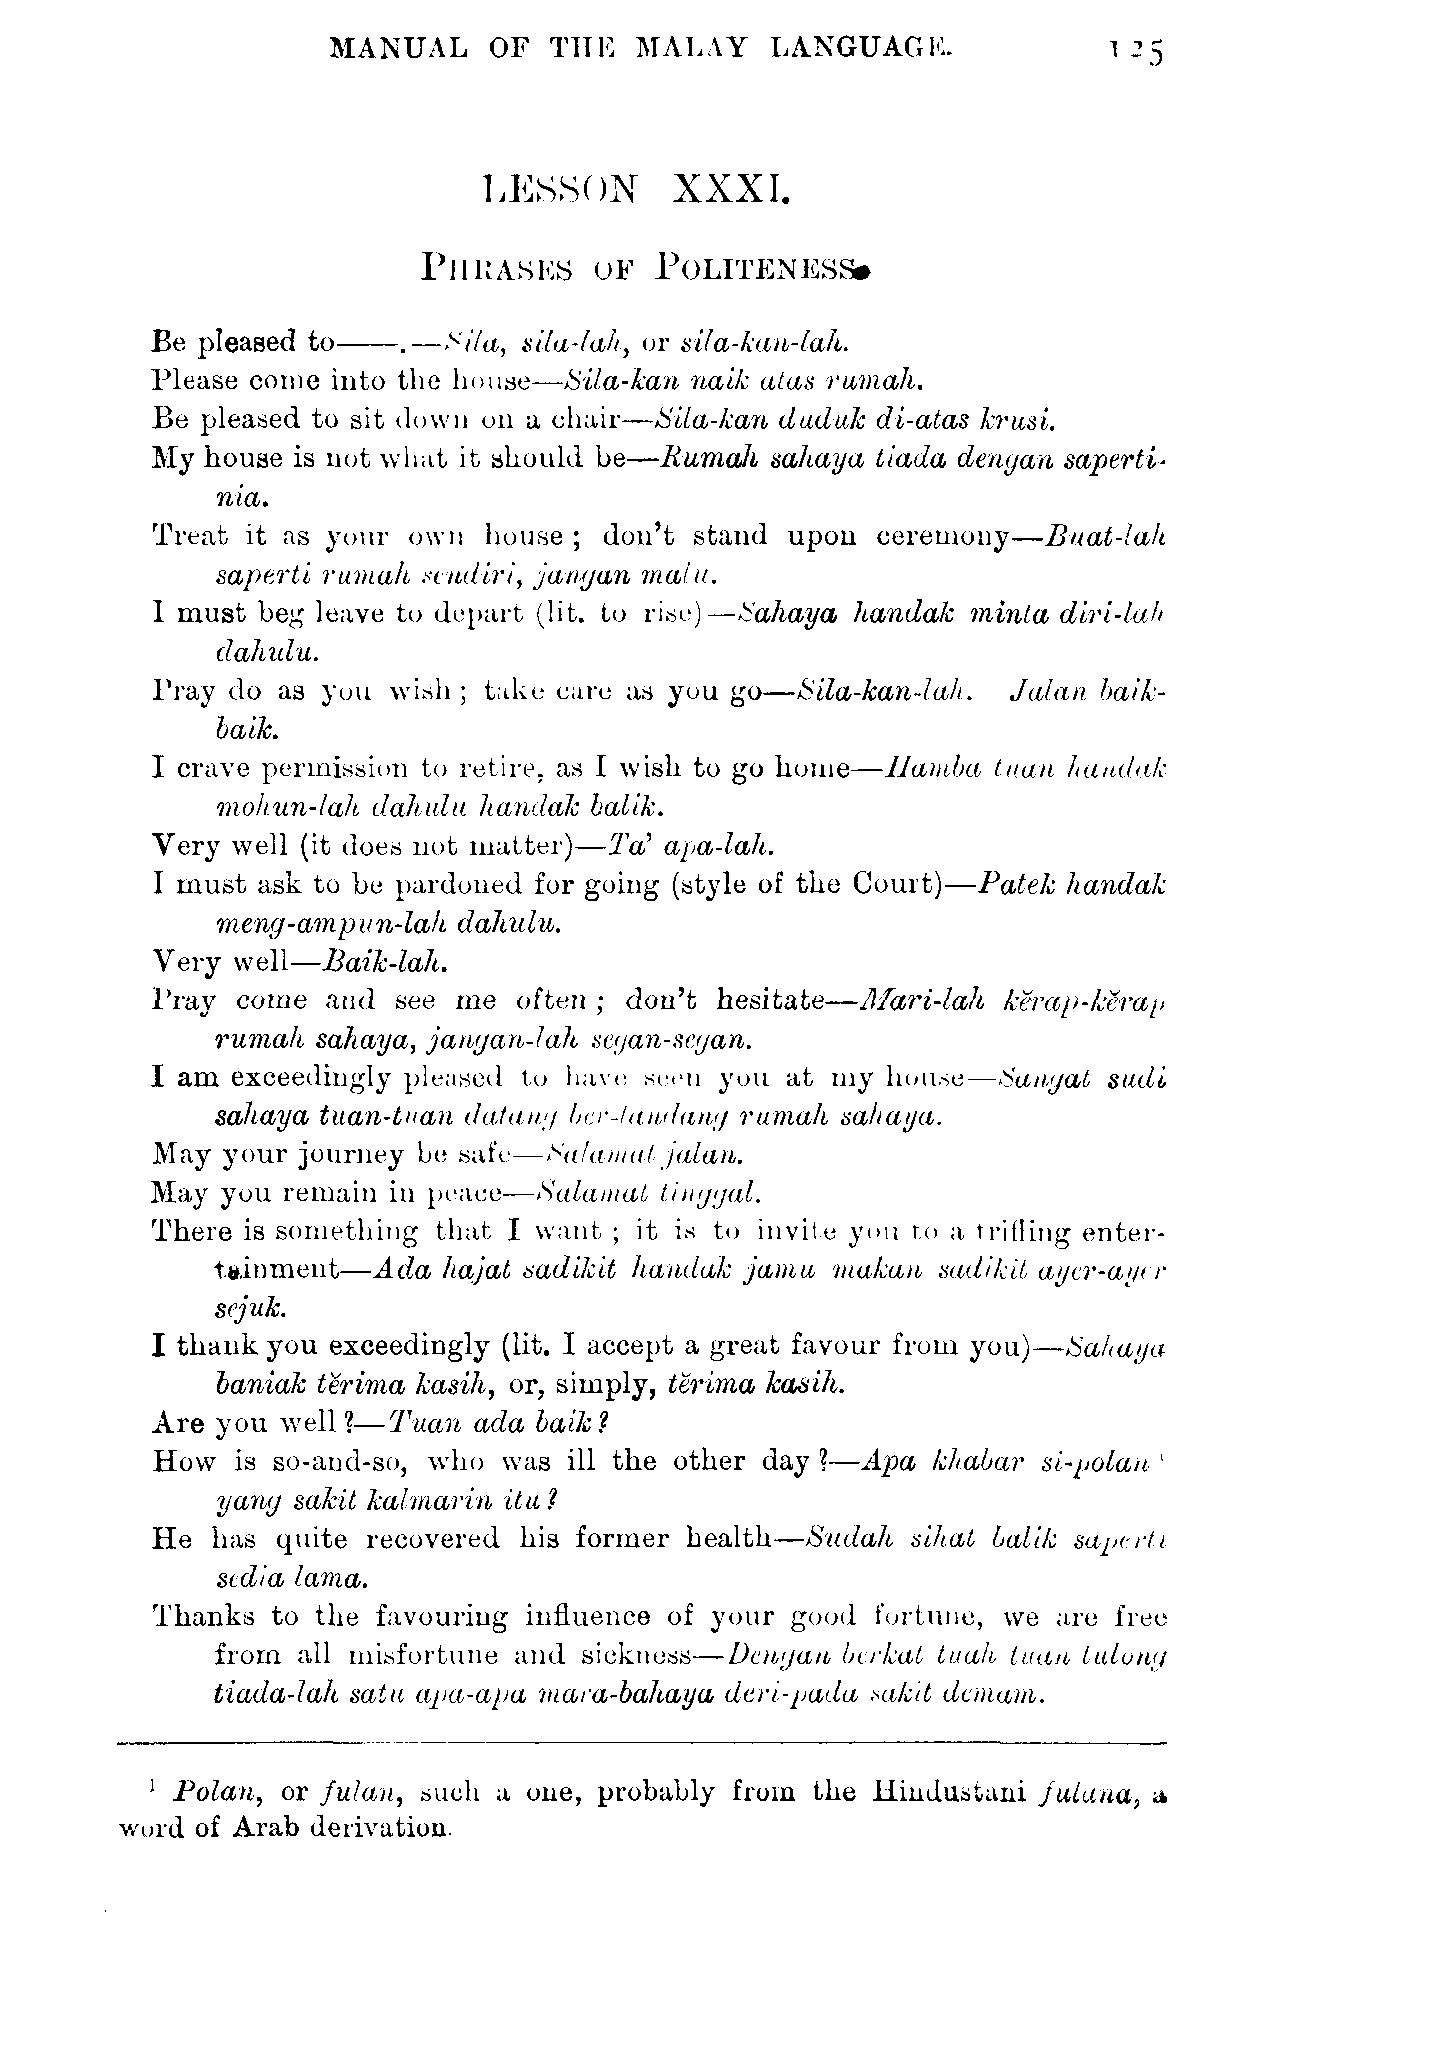 MANUAL OF THE MALAY LANGUAGE. 125
LESSON XXXI.
PHRASES OF POLITENESS.
Be pleased to——.—Sila, sila-lah, or sila-kan-lah.
Please come into the house—Sila-kan naik atas rumah.
Be pleased to sit down on a chair—Sila-kan duduk di-atas krusi.
My house is not what it should be—Rumah sahaya tiada dengan saperti-
nia.
Treat it as your own house; don't stand upon ceremony—Buat-lah
saperti rumah sendiri, jangan malu.
I must beg leave to depart (lit. to rise)—Sahaya handak minta diri-lah
dahulu.
Pray do as you wish; take care as you go—Sila-kan-lah. Jalan baik-
baik.
I crave permission to retire, as I wish to go home—Hamba tuan handak
mohun-lah dahulu handak balik.
Very well (it does not matter)—Ta' apa-lah.
I must ask to be pardoned for going (style of the Court)—Patek handak
meng-ampun-lah dahulu.
Very well—Baik-lah.
Pray come and see me often; don't hesitate—Mari-lah kĕrap-kĕrap
rumah sahaya, jangan-lah segan-segan.
I am exceedingly pleased to have seen you at my house—Sangat sudi
sahaya tuan-tuan datang ber-tandang rumah sahaya.
May your journey be safe—Salamat jalan.
May you remain in peace—Salamat tinggal.
There is something that I want; it is to invite you to a trifling enter-
tainment—Ada hajat sadikit handak jamu makan sadikit ayer-ayer
sejuk.
I thank you exceedingly (lit. I accept a great favour from you)—Sahaya
baniak tĕrima kasih, or, simply, tĕrima kasih.
Are you well?—Tuan ada baik?
How is so-and-so, who was ill the other day?—Apa khabar si-polan ¹
yang sakit kalmarin itu?
He has quite recovered his former health—Sudah sihat balik saperti
sedia lama.
Thanks to the favouring influence of your good fortune, we are free
from all misfortune and sickness—Dengan berkat tuah tuan tulong
tiada-lah satu apa-apa mara-bahaya deri-pada sakit demam.
¹ Polan, or fulan, such a one, probably from the Hindustani fulana, a
word of Arab derivation.